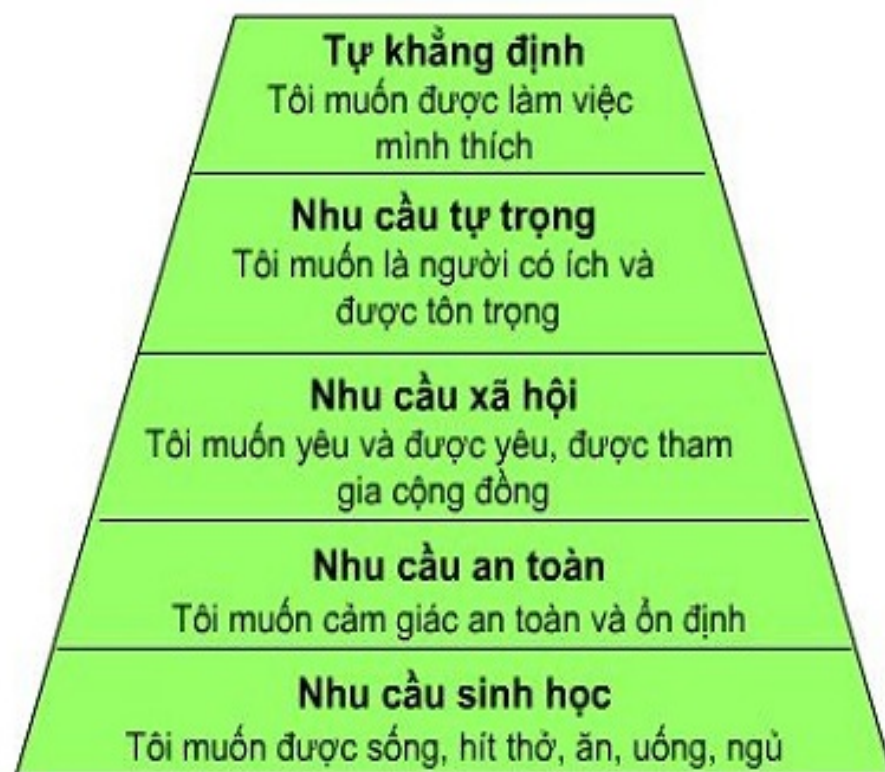 Tự khẳng định
Tôi muốn được làm việc
mình thích
Nhu cầu tự trọng
Tôi muốn là người có ích và
được tôn trọng
Nhu cầu xã hội
Tôi muốn yêu và được yêu, được tham
gia cộng đồng
Nhu cầu an toàn
Tôi muốn cảm giác an toàn và ổn định
Nhu cầu sinh học
Tôi muốn được sống, hít thở, ăn, uống, ngủ